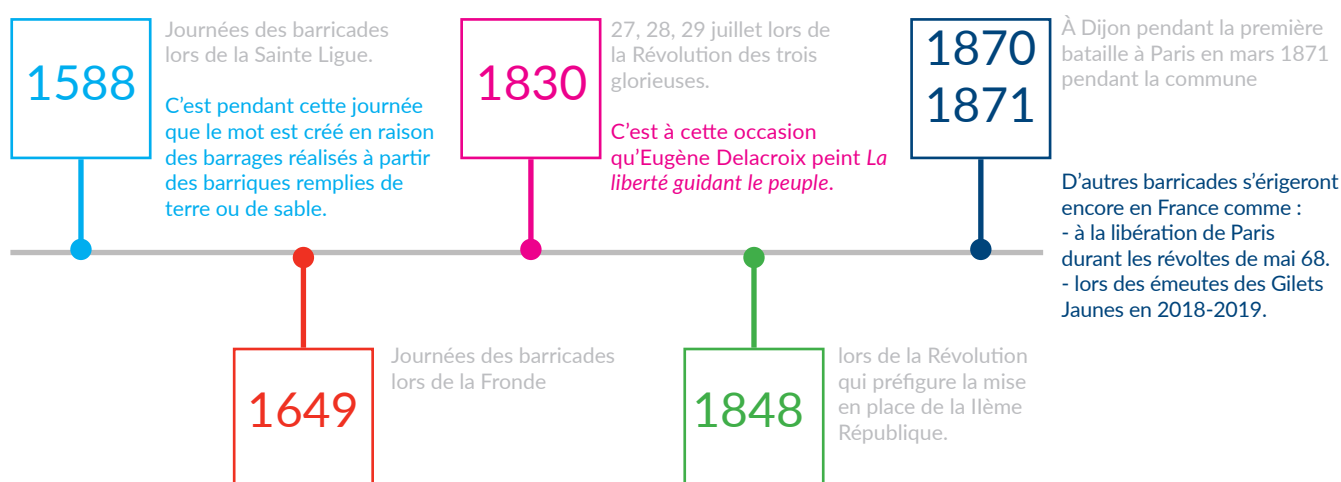 1588
Journées des barricades
lors de la Sainte Ligue.
C’est pendant cette journée
que le mot est créé en raison
des barrages réalisés à partir
des barriques remplies de
terre ou de sable.
1649
Journées des barricades
lors de la Fronde
1830
27, 28, 29 juillet lors de
la Révolution des trois
glorieuses.
C’est à cette occasion
qu’Eugène Delacroix peint La
liberté guidant le peuple.
1848
lors de la Révolution
qui préfigure la mise
en place de la IIème
République.
1870
1871
À Dijon pendant la première
bataille à Paris en mars 1871
pendant la commune
D’autres barricades s’érigeront
encore en France comme :
- à la libération de Paris
durant les révoltes de mai 68.
- lors des émeutes des Gilets
Jaunes en 2018-2019.